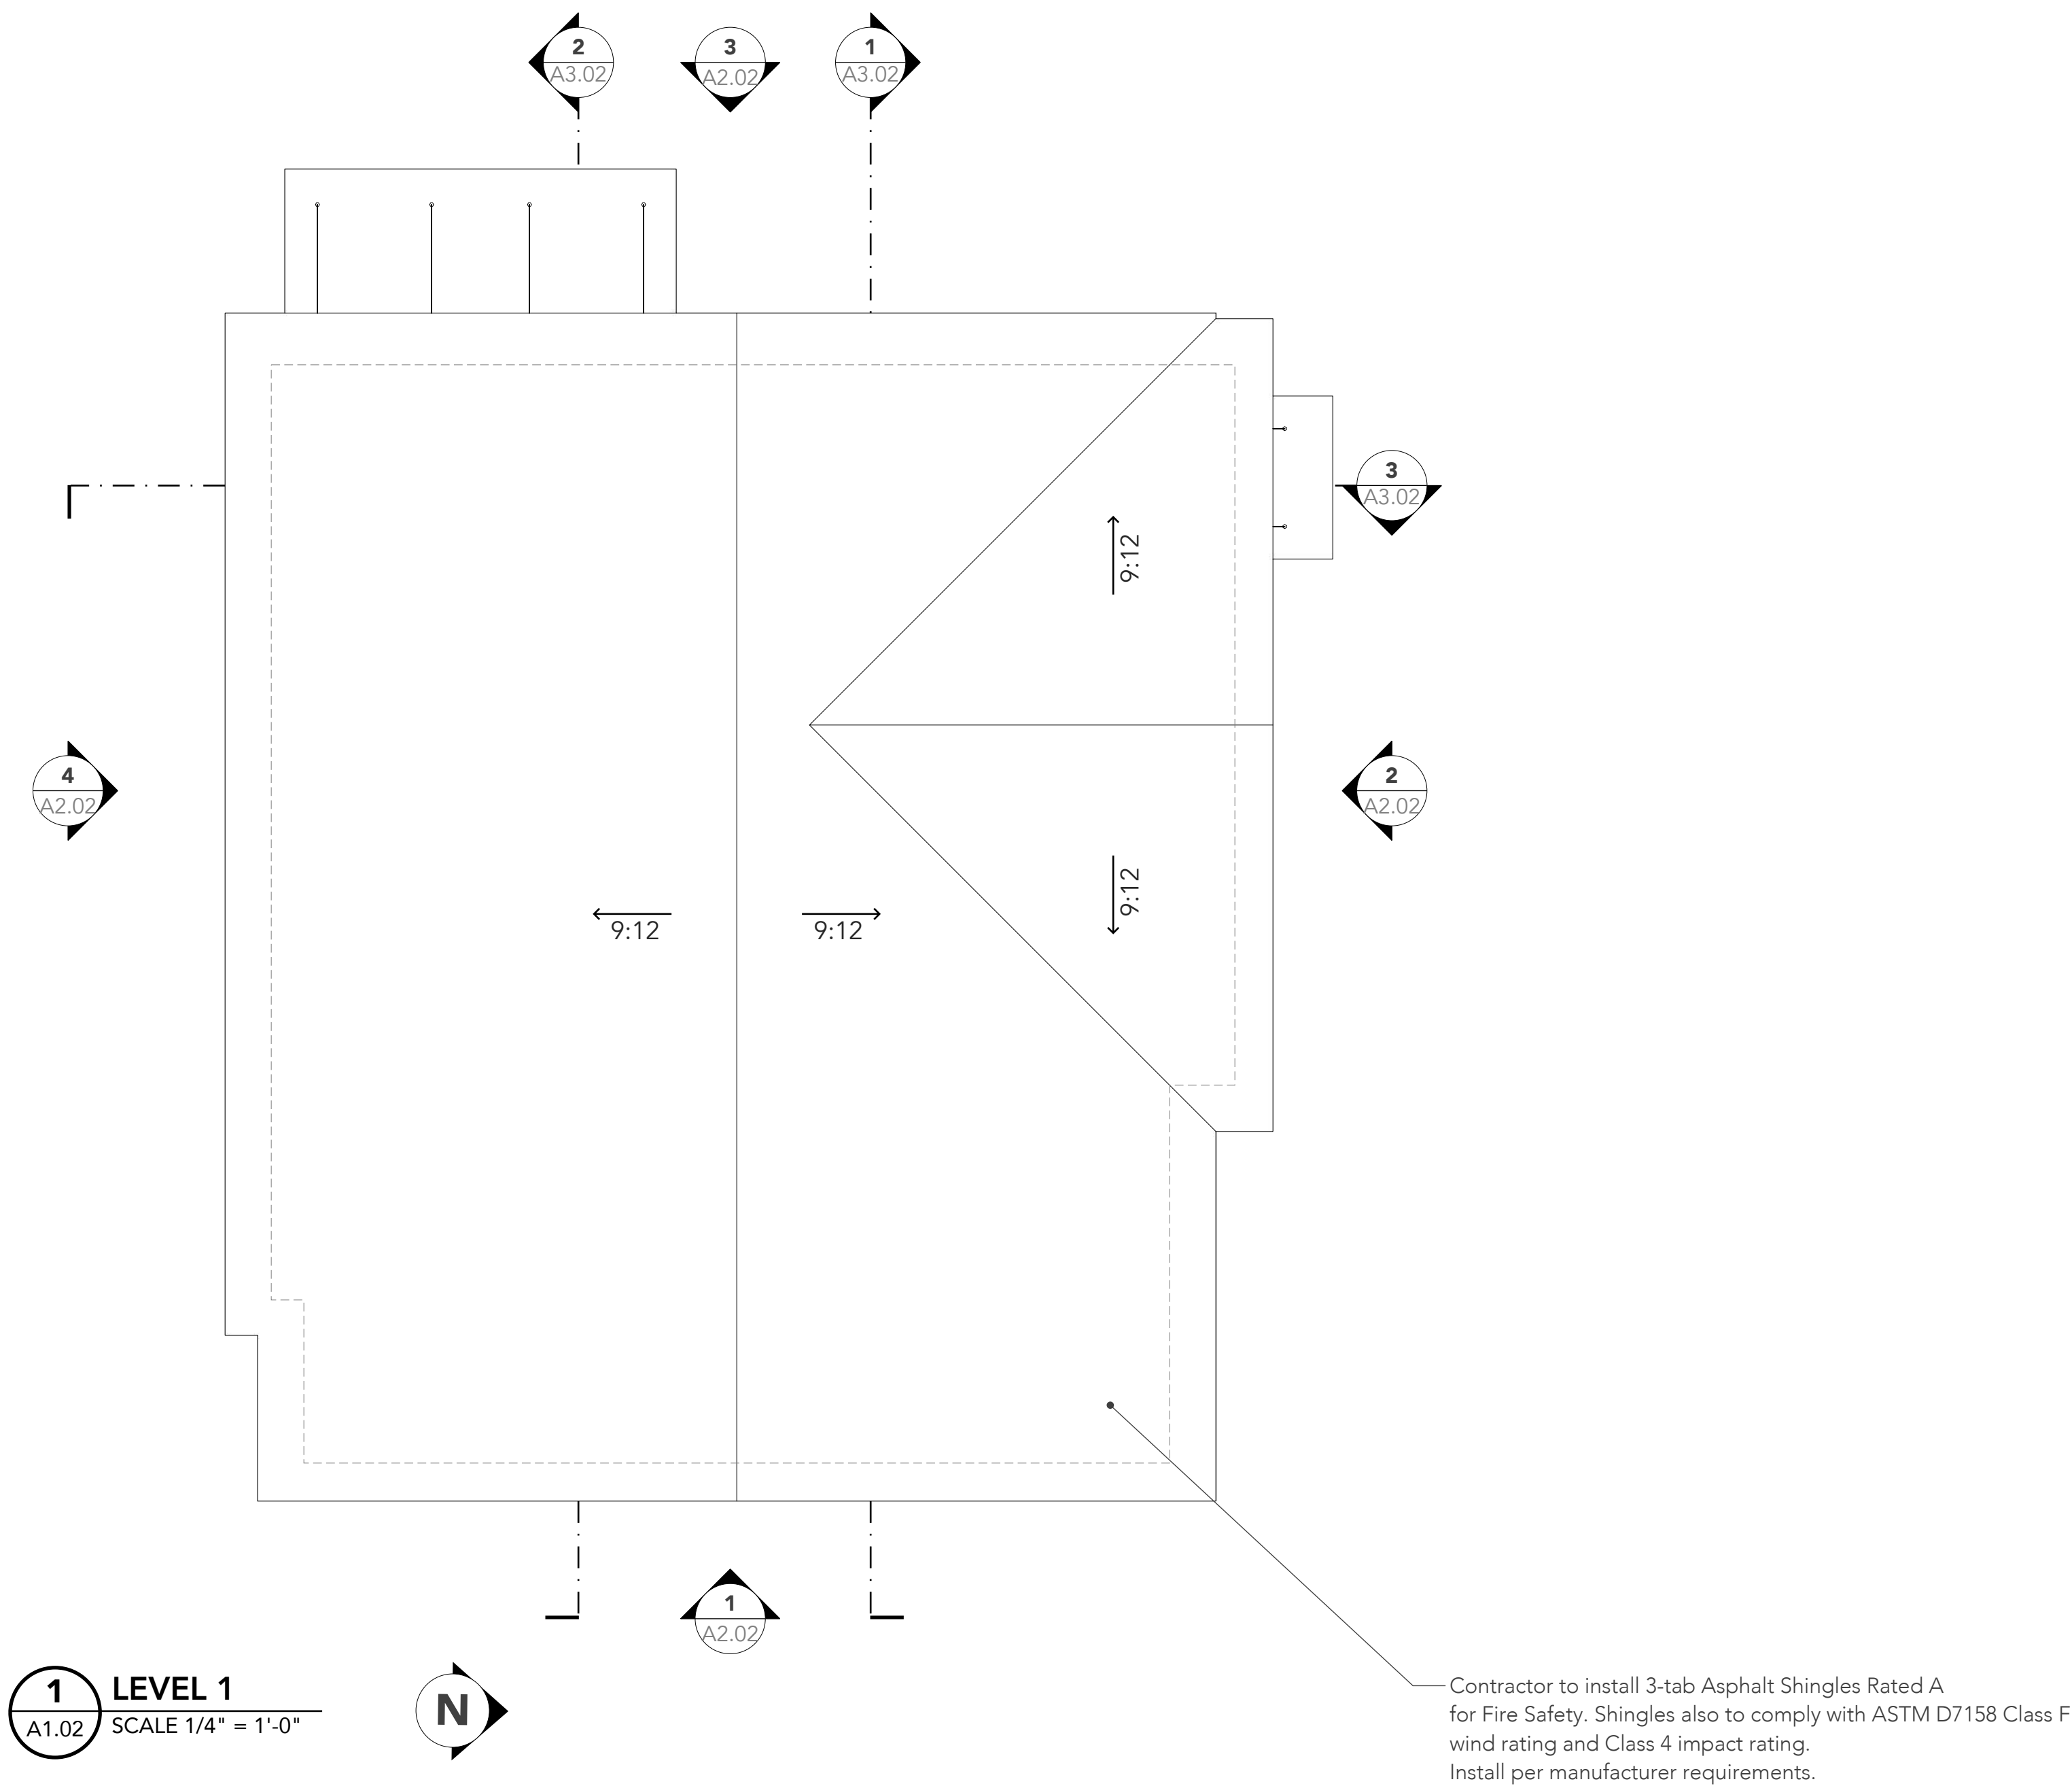 2
A3.02
3
A2.02
1
A3.02
3
A3.02
9:12
4
A2.02
2
A2.02
9:12
9:12
9:12
1
A2.02
1
A1.02
LEVEL 1
SCALE 1/4" = 1'-0"
N
Contractor to install 3-tab Asphalt Shingles Rated A
for Fire Safety. Shingles also to comply with ASTM D7158 Class F
wind rating and Class 4 impact rating.
Install per manufacturer requirements.